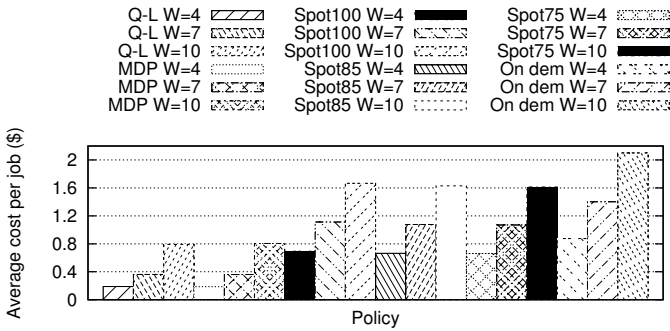 Q-L W=4 Spot100 W=4 Spot75 W=4
Q-L W=7 Spot100 W=7 Spot75 W=7
Q-L W=10 Spot100 W=10 Spot75 W=10
MDP W=4 Spot85 W=4 On dem W=4
MDP W=7 Spot85 W=7 On dem W=7
MDP W=10 Spot85 W=10 On dem W=10
Average cost per job ($)
2
1.6
1.2
0.8
0.4
0
Policy